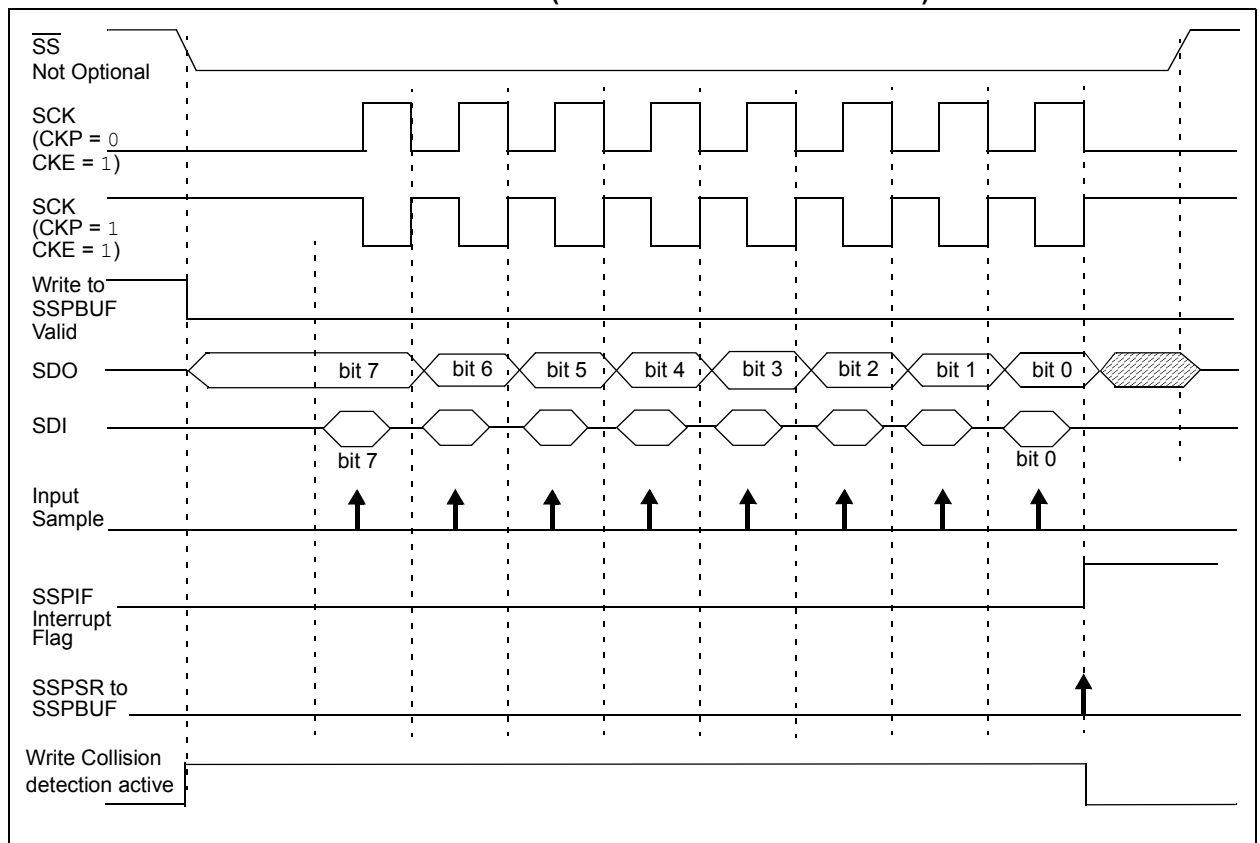 SS
Not Optional
SCK
(CKP = 0
CKE = 1)
SCK
(CKP = 1
CKE = 1)
Write to
SSPBUF
Valid
SDO
bit 7
bit 6
bit 5
bit 4
bit 3
bit 2
bit 1
bit 0
SDI
bit 7
bit 0
Input
Sample
SSPIF
Interrupt
Flag
SSPSR to
SSPBUF
Write Collision
detection active